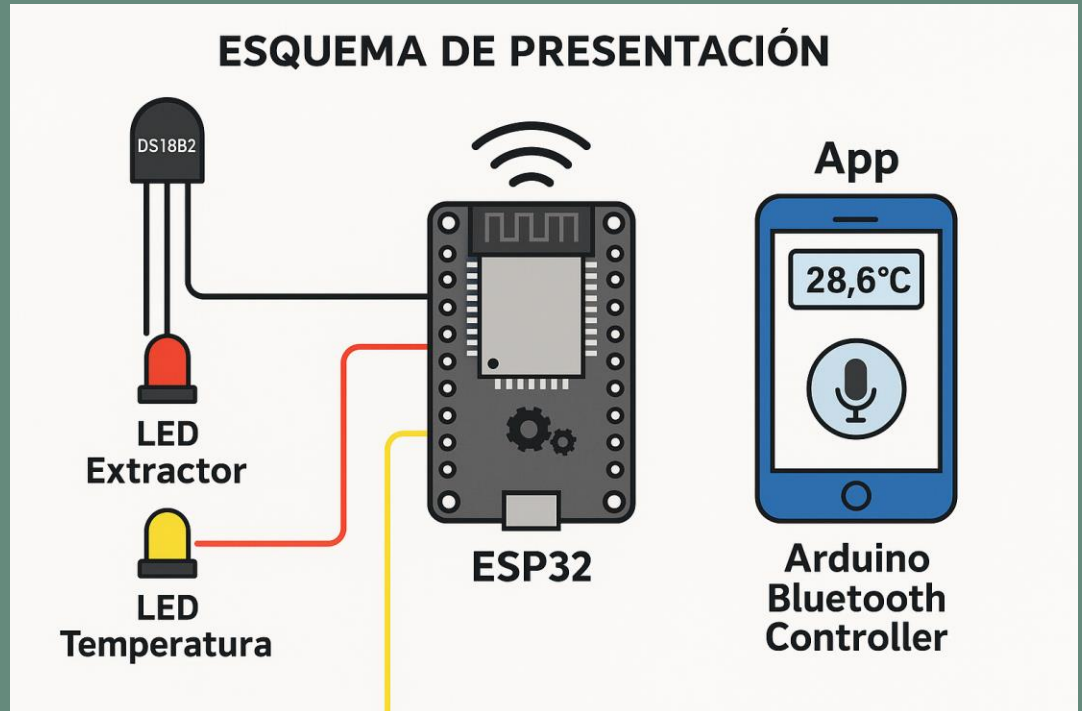 ESQUEMA DE PRESENTACIÓN
DS18B2
App
28,6°C
LED
Extractor
LED
Temperatura
ESP32
Arduino
Bluetooth
Controller